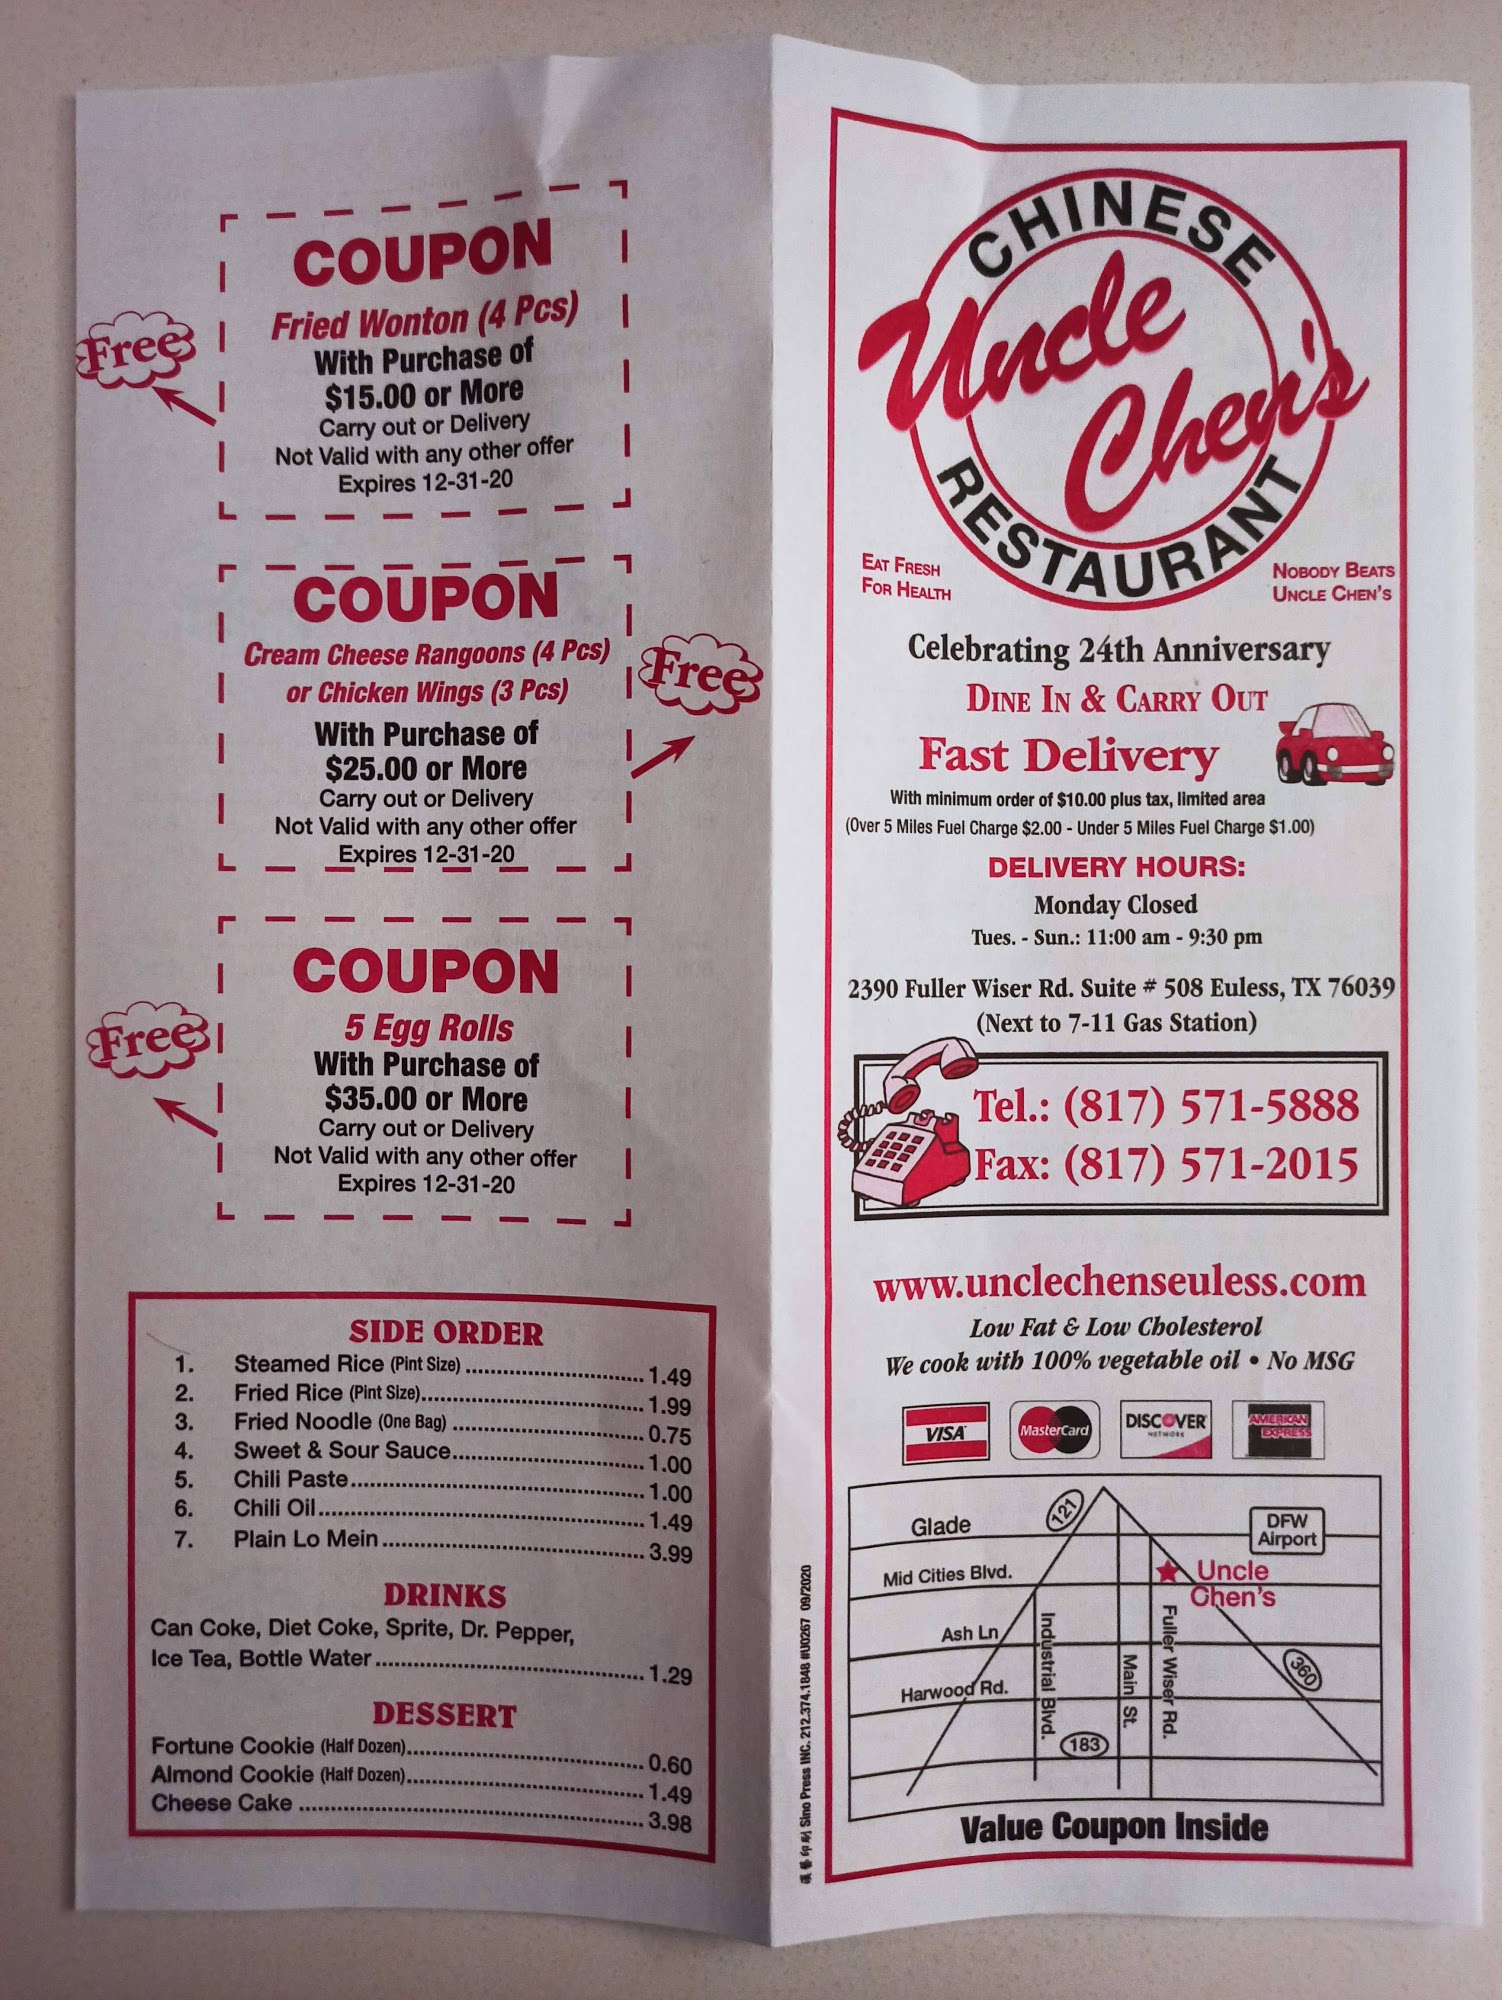 COUPON
Fried Wonton (4 Pcs)
Free
With Purchase of
$15.00 or More
Carry out or Delivery
Not Valid with any other offer
Expires 12-31-20
COUPON
Cream Cheese Rangoons (4 Pcs)
or Chicken Wings (3 Pcs)
Free
With Purchase of
$25.00 or More
Carry out or Delivery
Not Valid with any other offer
Expires 12-31-20
COUPON
5 Egg Rolls
Free
With Purchase of
$35.00 or More
Carry out or Delivery
Not Valid with any other offer
Expires 12-31-20
SIDE ORDER
1. Steamed Rice (Pint Size) 1.49
2. Fried Rice (Pint Size) 1.99
3. Fried Noodle (One Bag) 0.75
4. Sweet & Sour Sauce 1.00
5. Chili Paste 1.00
6. Chili Oil 1.49
7. Plain Lo Mein 3.99
DRINKS
Can Coke, Diet Coke, Sprite, Dr. Pepper,
Ice Tea, Bottle Water 1.29
DESSERT
Fortune Cookie (Half Dozen) 0.60
Almond Cookie (Half Dozen) 1.49
Cheese Cake 3.98
CHINESE
Uncle
Chen's
RESTAURANT
EAT FRESH
FOR HEALTH
NOBODY BEATS
UNCLE CHEN'S
Celebrating 24th Anniversary
DINE IN & CARRY OUT
Fast Delivery
With minimum order of $10.00 plus tax, limited area
(Over 5 Miles Fuel Charge $2.00 - Under 5 Miles Fuel Charge $1.00)
DELIVERY HOURS:
Monday Closed
Tues. - Sun.: 11:00 am - 9:30 pm
2390 Fuller Wiser Rd. Suite # 508 Euless, TX 76039
(Next to 7-11 Gas Station)
Tel.: (817) 571-5888
Fax: (817) 571-2015
www.unclechenseuless.com
Low Fat & Low Cholesterol
We cook with 100% vegetable oil • No MSG
VISA
MasterCard
DISCOVER
NETWORK
AMERICAN
EXPRESS
Glade
121
DFW
Airport
Mid Cities Blvd.
Uncle
Chen's
Ash Ln
Harwood Rd.
Industrial Blvd.
Main St.
Fuller Wiser Rd.
360
183
Value Coupon Inside
Sino Press INC. 212.374.1848 #U0267 09/2020